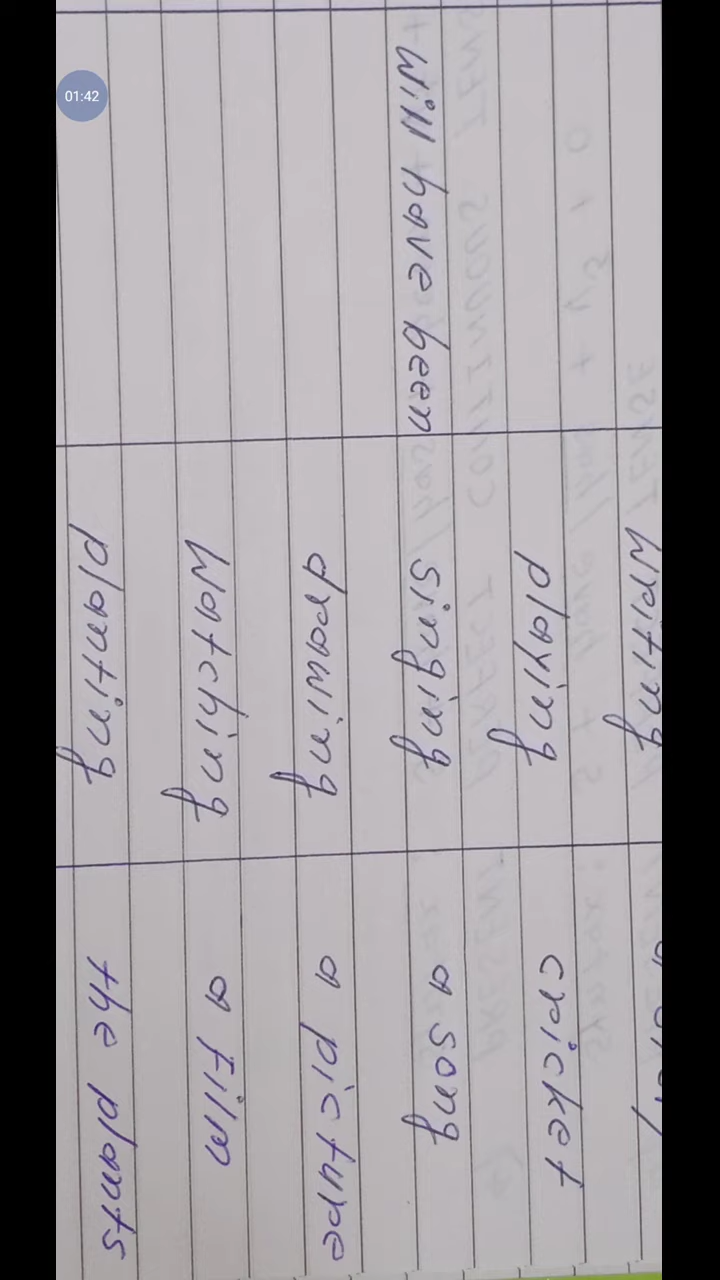 01:42
writing
playing cricket
will have been singing a song
drawing a picture
watching a film
planting the plants